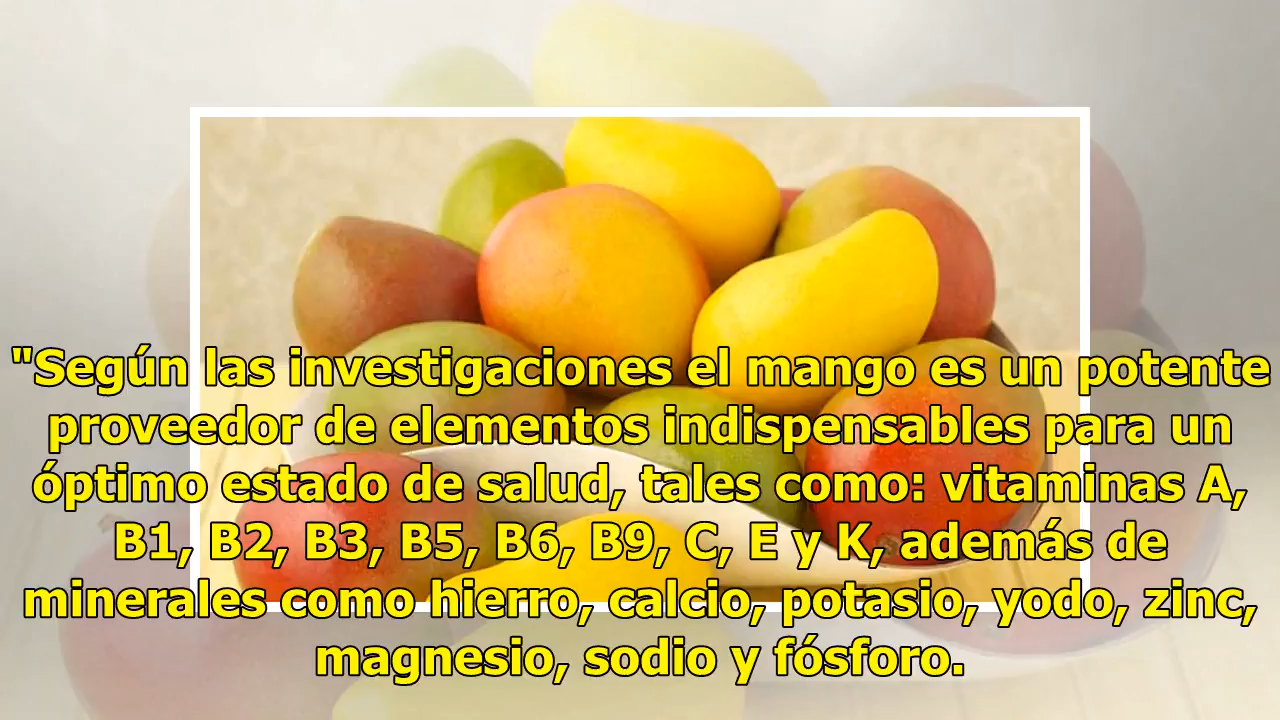 "Según las investigaciones el mango es un potente
proveedor de elementos indispensables para un
óptimo estado de salud, tales como: vitaminas A,
B1, B2, B3, B5, B6, B9, C, E y K, además de
minerales como hierro, calcio, potasio, yodo, zinc,
magnesio, sodio y fósforo.